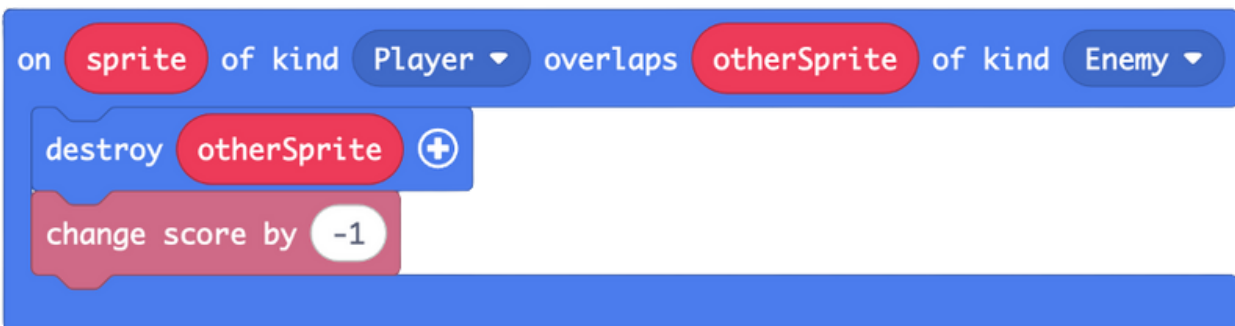 on sprite of kind Player overlaps otherSprite of kind Enemy
destroy otherSprite
change score by -1